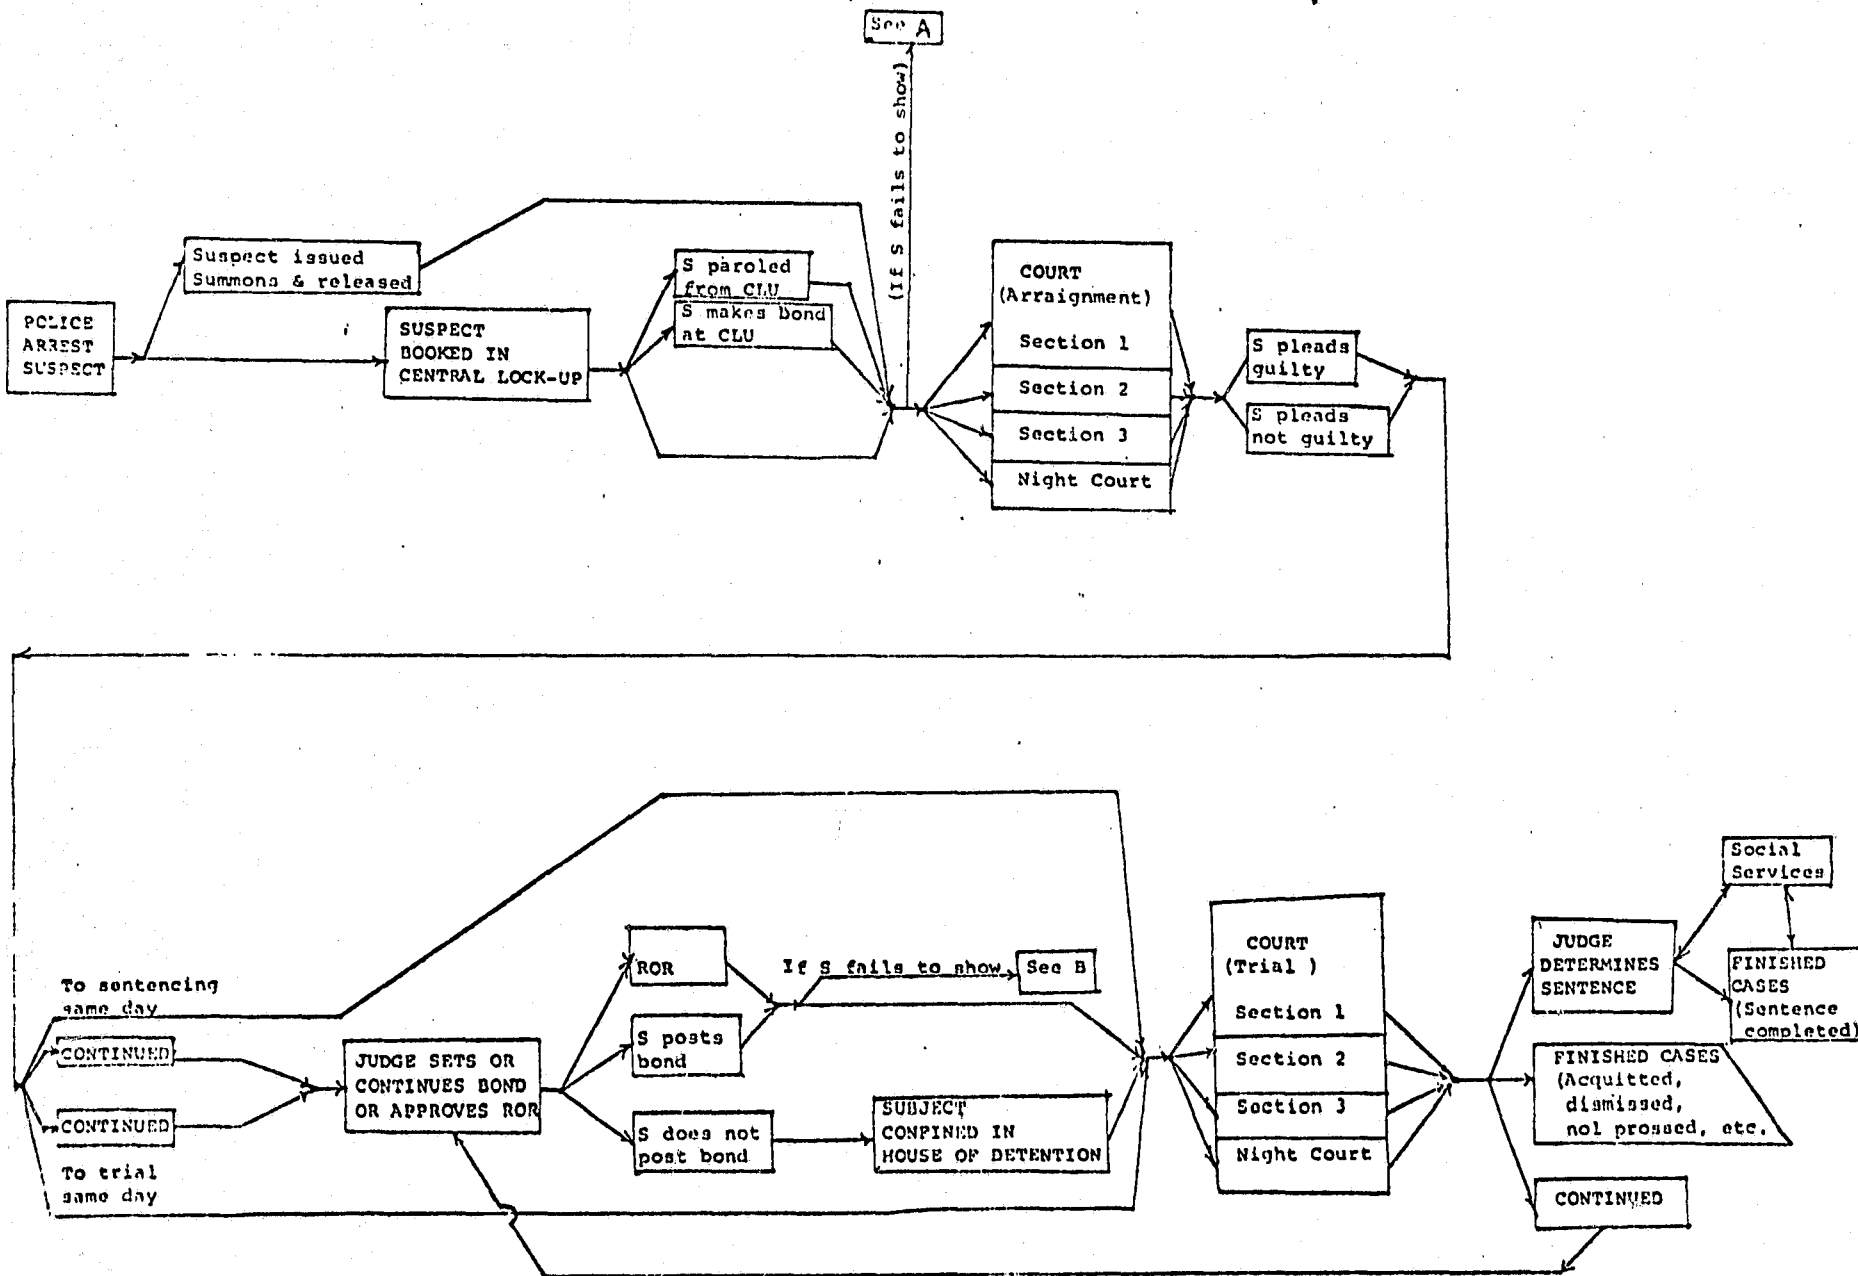 See A
(If S fails to show)
Suspect issued
Summons & released
POLICE
ARREST
SUSPECT
SUSPECT
BOOKED IN
CENTRAL LOCK-UP
S paroled
from CLU
S makes bond
at CLU
COURT
(Arraignment)
Section 1
Section 2
Section 3
Night Court
S pleads
guilty
S pleads
not guilty
To sentencing
same day
CONTINUED
CONTINUED
To trial
same day
JUDGE SETS OR
CONTINUES BOND
OR APPROVES ROR
ROR
S posts
bond
S does not
post bond
If S fails to show
See B
SUBJECT
CONFINED IN
HOUSE OF DETENTION
COURT
(Trial )
Section 1
Section 2
Section 3
Night Court
JUDGE
DETERMINES
SENTENCE
Social
Services
FINISHED
CASES
(Sentence
completed)
FINISHED CASES
(Acquitted,
dismissed,
nol prossed, etc.
CONTINUED